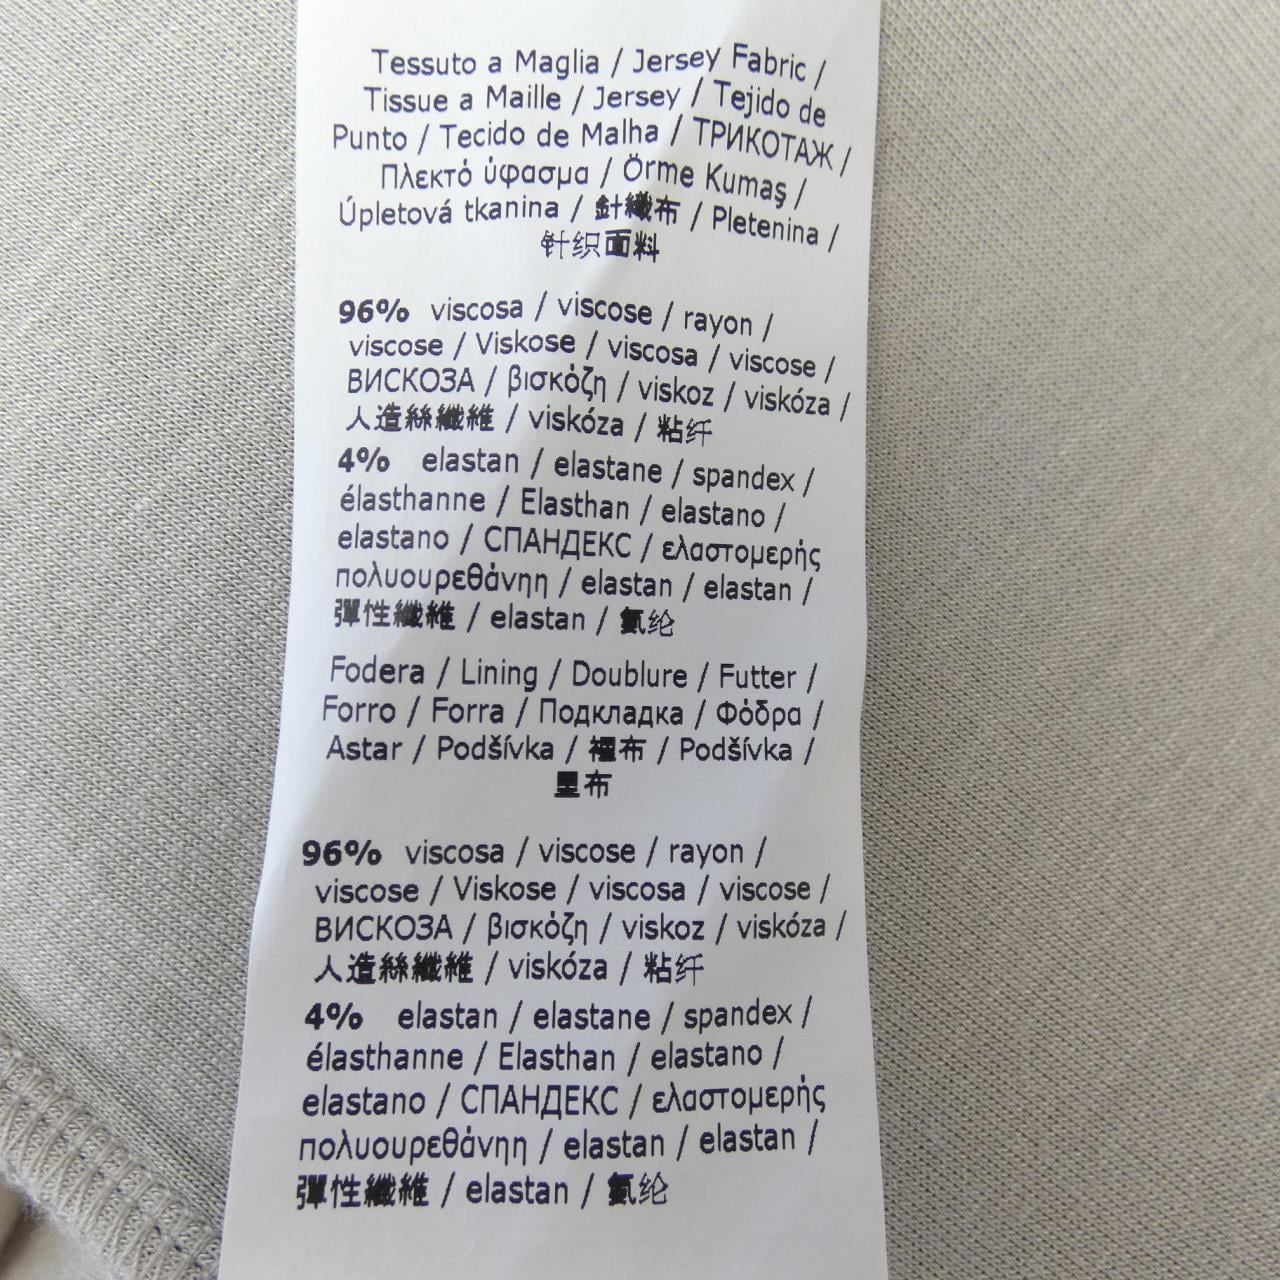 Tessuto a Maglia / Jersey Fabric /
Tissue a Maille / Jersey / Tejido de
Punto / Tecido de Malha / ТРИКОТАЖ /
Πλεκτό ύφασμα / Örme Kumaş /
Úpletová tkanina / 針織布 / Pletenina /
针织面料
96% viscosa / viscose / rayon /
viscose / Viskose / viscosa / viscose /
ВИСКОЗА / βισκόζη / viskoz / viskóza /
人造絲纖維 / viskóza / 粘纤
4% elastan / elastane / spandex /
élasthanne / Elasthan / elastano /
elastano / СПАНДЕКС / ελαστομερής
πολυουρεθάνηη / elastan / elastan /
彈性纖維 / elastan / 氨纶
Fodera / Lining / Doublure / Futter /
Forro / Forra / Подкладка / Φόδρα /
Astar / Podšívka / 裡布 / Podšívka /
里布
96% viscosa / viscose / rayon /
viscose / Viskose / viscosa / viscose /
ВИСКОЗА / βισκόζη / viskoz / viskóza /
人造絲纖維 / viskóza / 粘纤
4% elastan / elastane / spandex /
élasthanne / Elasthan / elastano /
elastano / СПАНДЕКС / ελαστομερής
πολυουρεθάνηη / elastan / elastan /
彈性纖維 / elastan / 氨纶